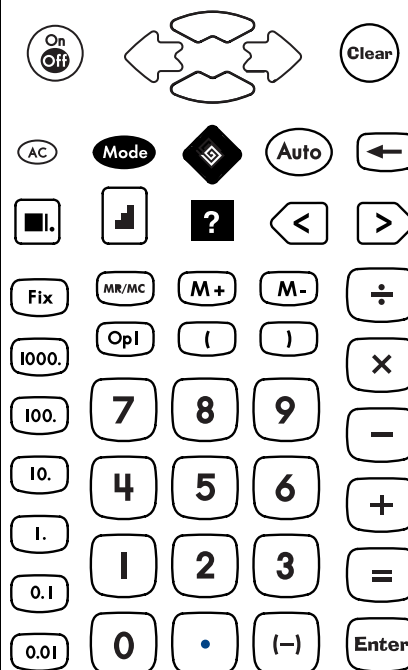 On
Off
Clear
AC
Mode
Auto
←
?
<
>
Fix
MR/MC
M+
M-
÷
1000.
Op1
(
)
×
100.
7
8
9
−
10.
4
5
6
+
1.
1
2
3
=
0.1
0.01
0
.
(−)
Enter